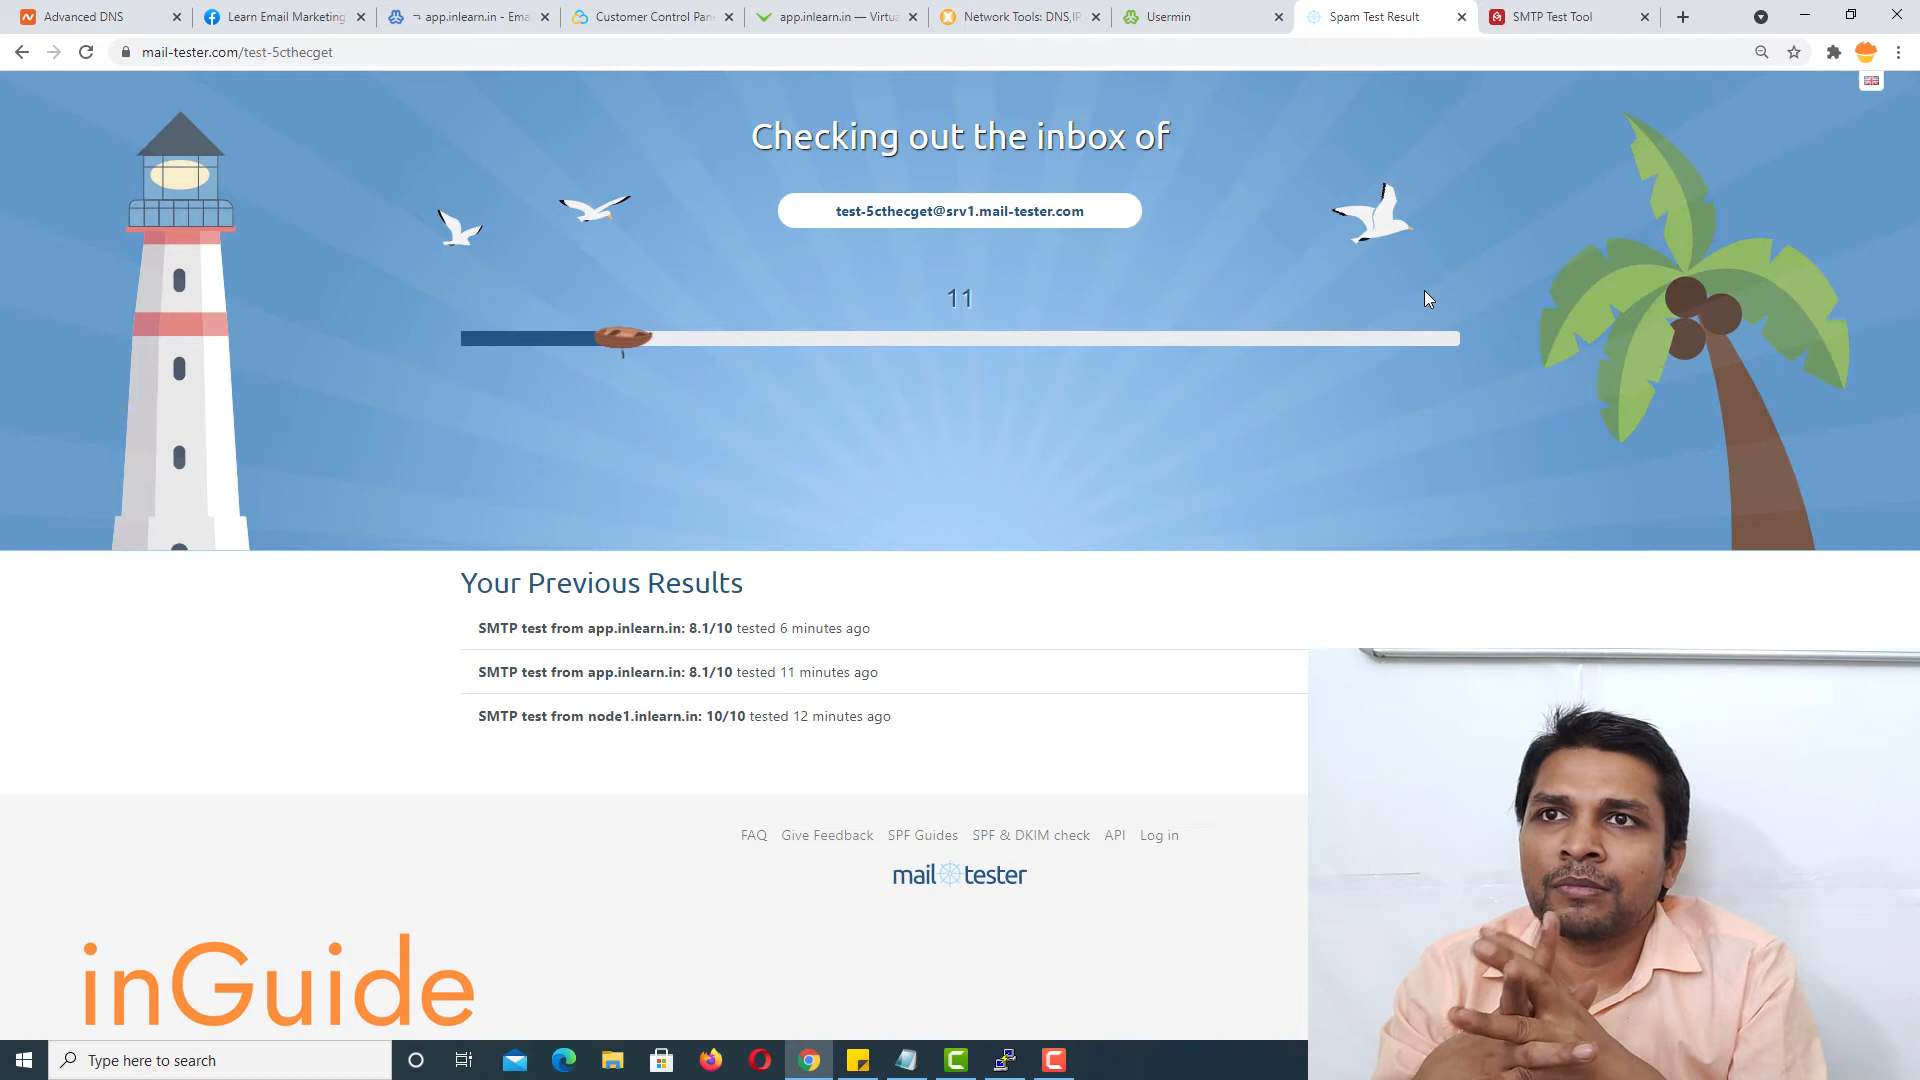 Advanced DNS
Learn Email Marketing
app.inlearn.in - Ema
Customer Control Pan
app.inlearn.in — Virtua
Network Tools: DNS,IP
Usermin
Spam Test Result
SMTP Test Tool
mail-tester.com/test-5cthecget
Checking out the inbox of
test-5cthecget@srv1.mail-tester.com
11
Your Previous Results
SMTP test from app.inlearn.in: 8.1/10 tested 6 minutes ago
SMTP test from app.inlearn.in: 8.1/10 tested 11 minutes ago
SMTP test from node1.inlearn.in: 10/10 tested 12 minutes ago
FAQ Give Feedback SPF Guides SPF & DKIM check API Log in
mail tester
inGuide
Type here to search